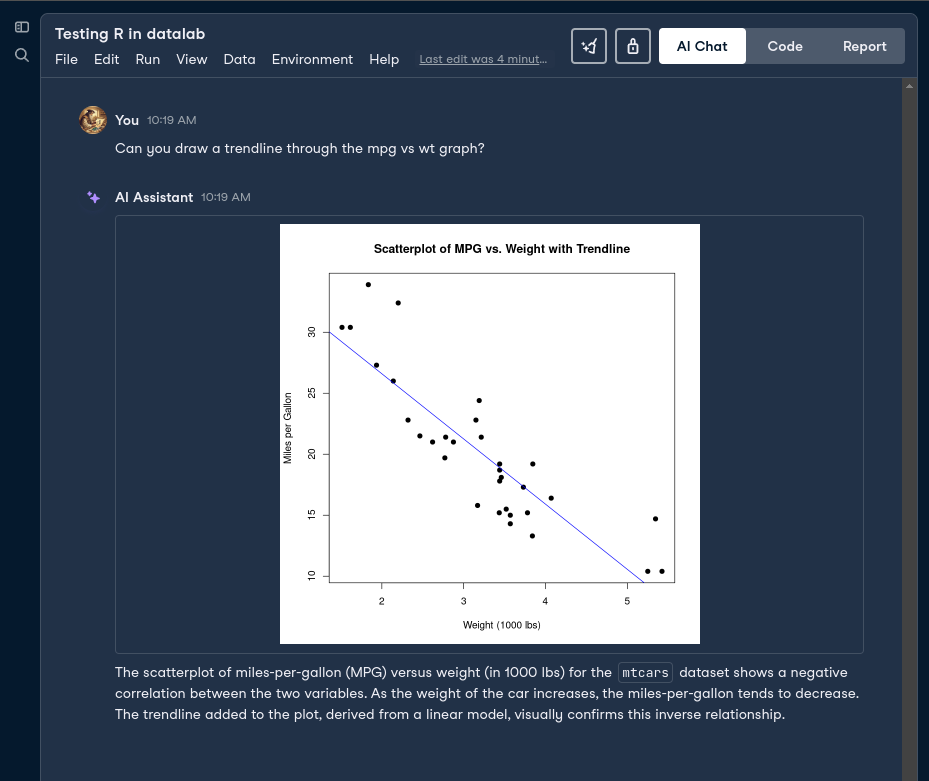 Testing R in datalab
File Edit Run View Data Environment Help Last edit was 4 minut...
AI Chat Code Report
You 10:19 AM
Can you draw a trendline through the mpg vs wt graph?
AI Assistant 10:19 AM
Scatterplot of MPG vs. Weight with Trendline
Miles per Gallon
30
25
20
15
10
2 3 4 5
Weight (1000 lbs)
The scatterplot of miles-per-gallon (MPG) versus weight (in 1000 lbs) for the mtcars dataset shows a negative
correlation between the two variables. As the weight of the car increases, the miles-per-gallon tends to decrease.
The trendline added to the plot, derived from a linear model, visually confirms this inverse relationship.